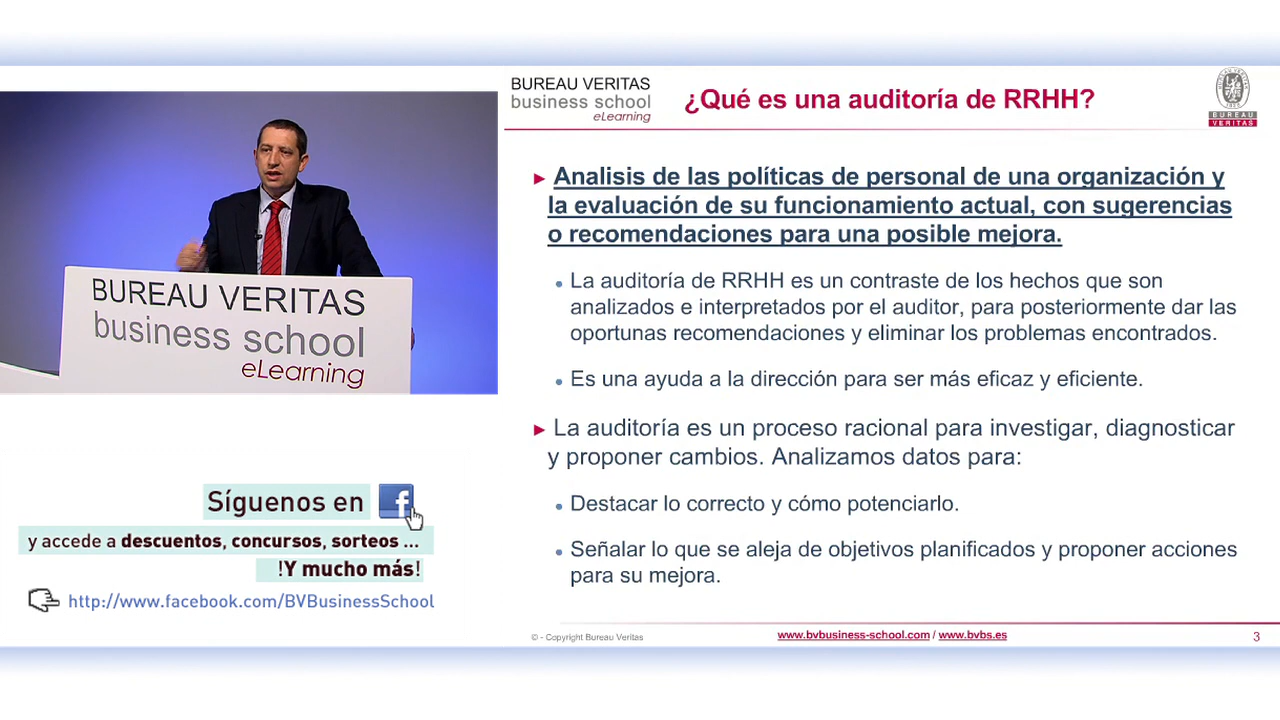 BUREAU VERITAS
business school
eLearning
Síguenos en
y accede a descuentos, concursos, sorteos ...
!Y mucho más!
http://www.facebook.com/BVBusinessSchool
BUREAU VERITAS
business school
eLearning
¿Qué es una auditoría de RRHH?
BUREAU
VERITAS
Analisis de las políticas de personal de una organización y
la evaluación de su funcionamiento actual, con sugerencias
o recomendaciones para una posible mejora.
La auditoría de RRHH es un contraste de los hechos que son
analizados e interpretados por el auditor, para posteriormente dar las
oportunas recomendaciones y eliminar los problemas encontrados.
Es una ayuda a la dirección para ser más eficaz y eficiente.
La auditoría es un proceso racional para investigar, diagnosticar
y proponer cambios. Analizamos datos para:
Destacar lo correcto y cómo potenciarlo.
Señalar lo que se aleja de objetivos planificados y proponer acciones
para su mejora.
© - Copyright Bureau Veritas
www.bvbusiness-school.com / www.bvbs.es
3